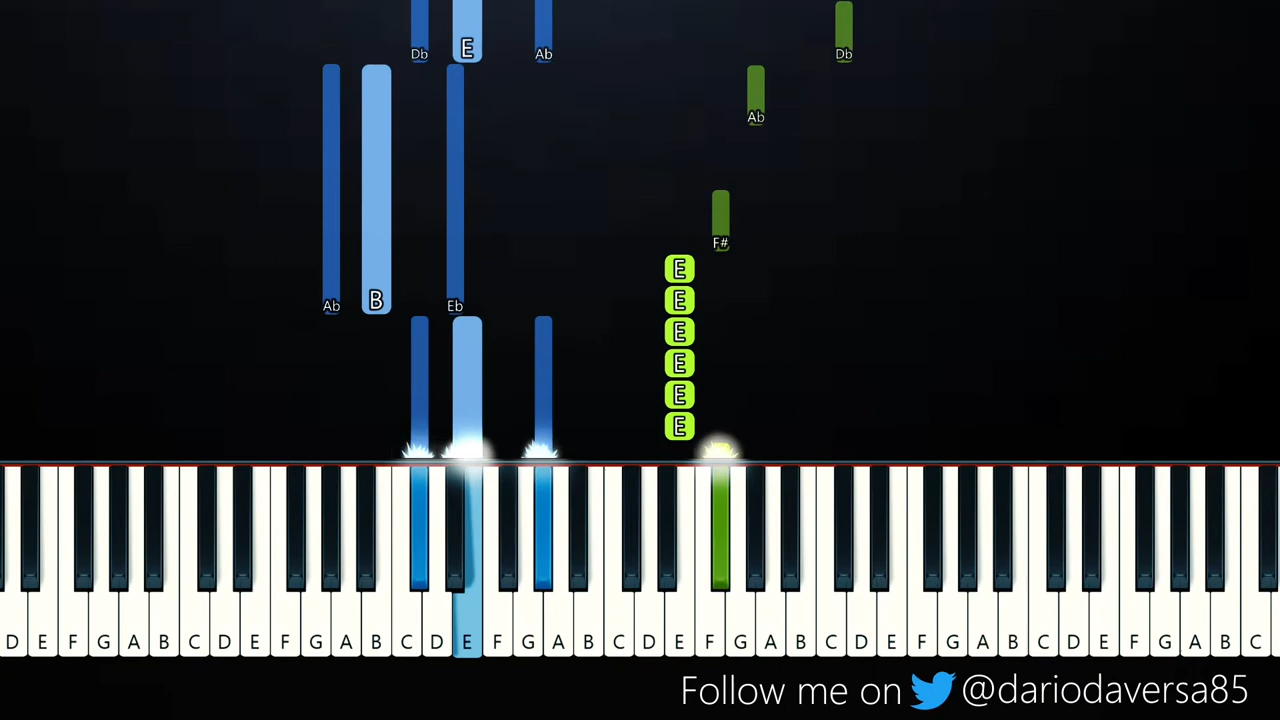 Db E Ab Db
Ab
F#
E
Ab B Eb E
E
E
E
E
D E F G A B C D E F G A B C D E F G A B C D E F G A B C D E F G A B C D E F G A B C
Follow me on @dariodaversa85